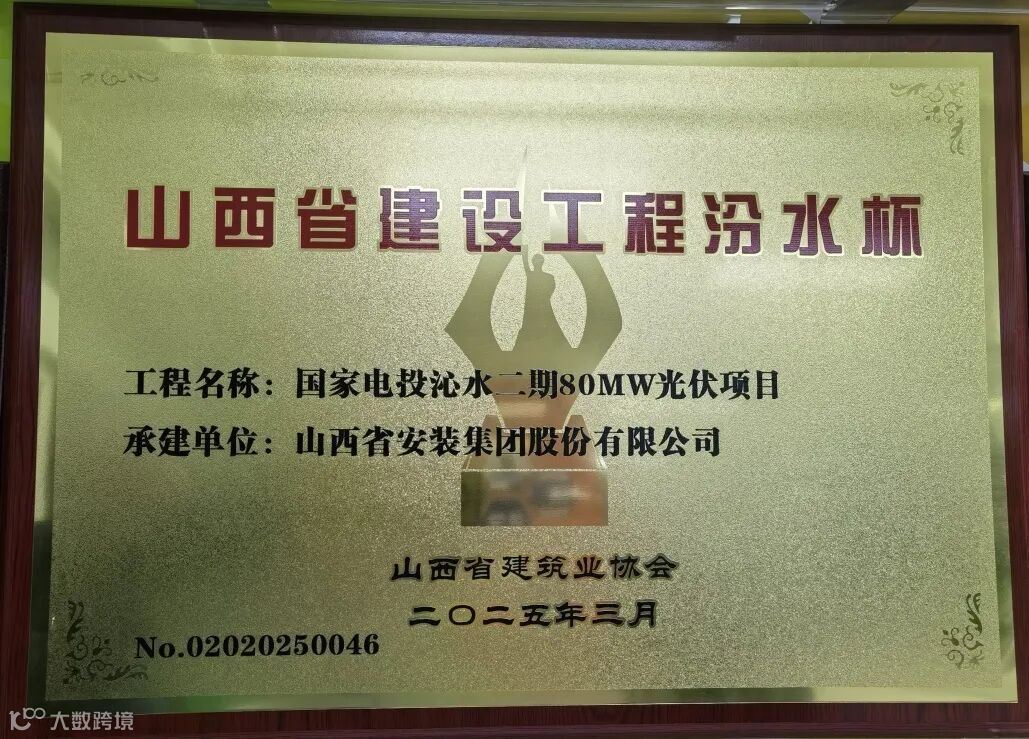 山西省建设工程汾水杯
工程名称：国家电投沁水二期80MW光伏项目
承建单位：山西省安装集团股份有限公司
山西省建筑业协会
二〇二五年三月
No.02020250046
大数跨境